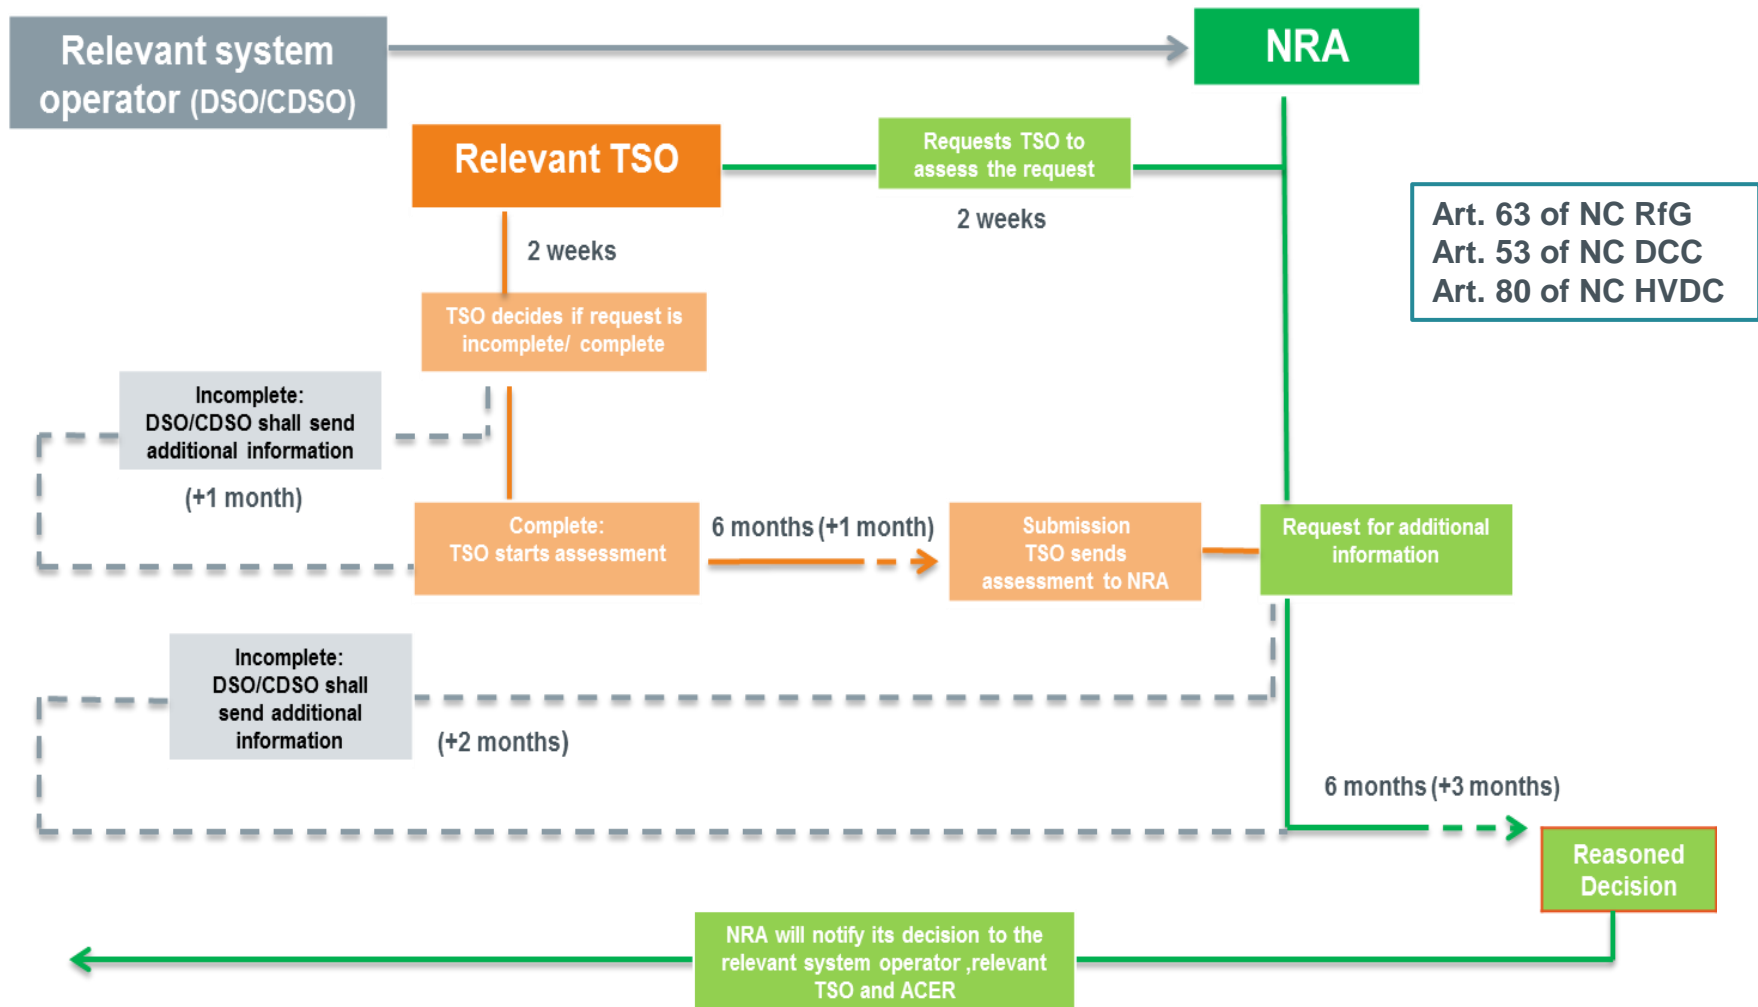 Relevant system
operator (DSO/CDSO)
NRA
Relevant TSO
Requests TSO to
assess the request
2 weeks
Art. 63 of NC RfG
Art. 53 of NC DCC
Art. 80 of NC HVDC
2 weeks
TSO decides if request is
incomplete/ complete
Incomplete:
DSO/CDSO shall send
additional information
(+1 month)
Complete:
TSO starts assessment
6 months (+1 month)
Submission
TSO sends
assessment to NRA
Request for additional
information
Incomplete:
DSO/CDSO shall
send additional
information
(+2 months)
6 months (+3 months)
Reasoned
Decision
NRA will notify its decision to the
relevant system operator ,relevant
TSO and ACER